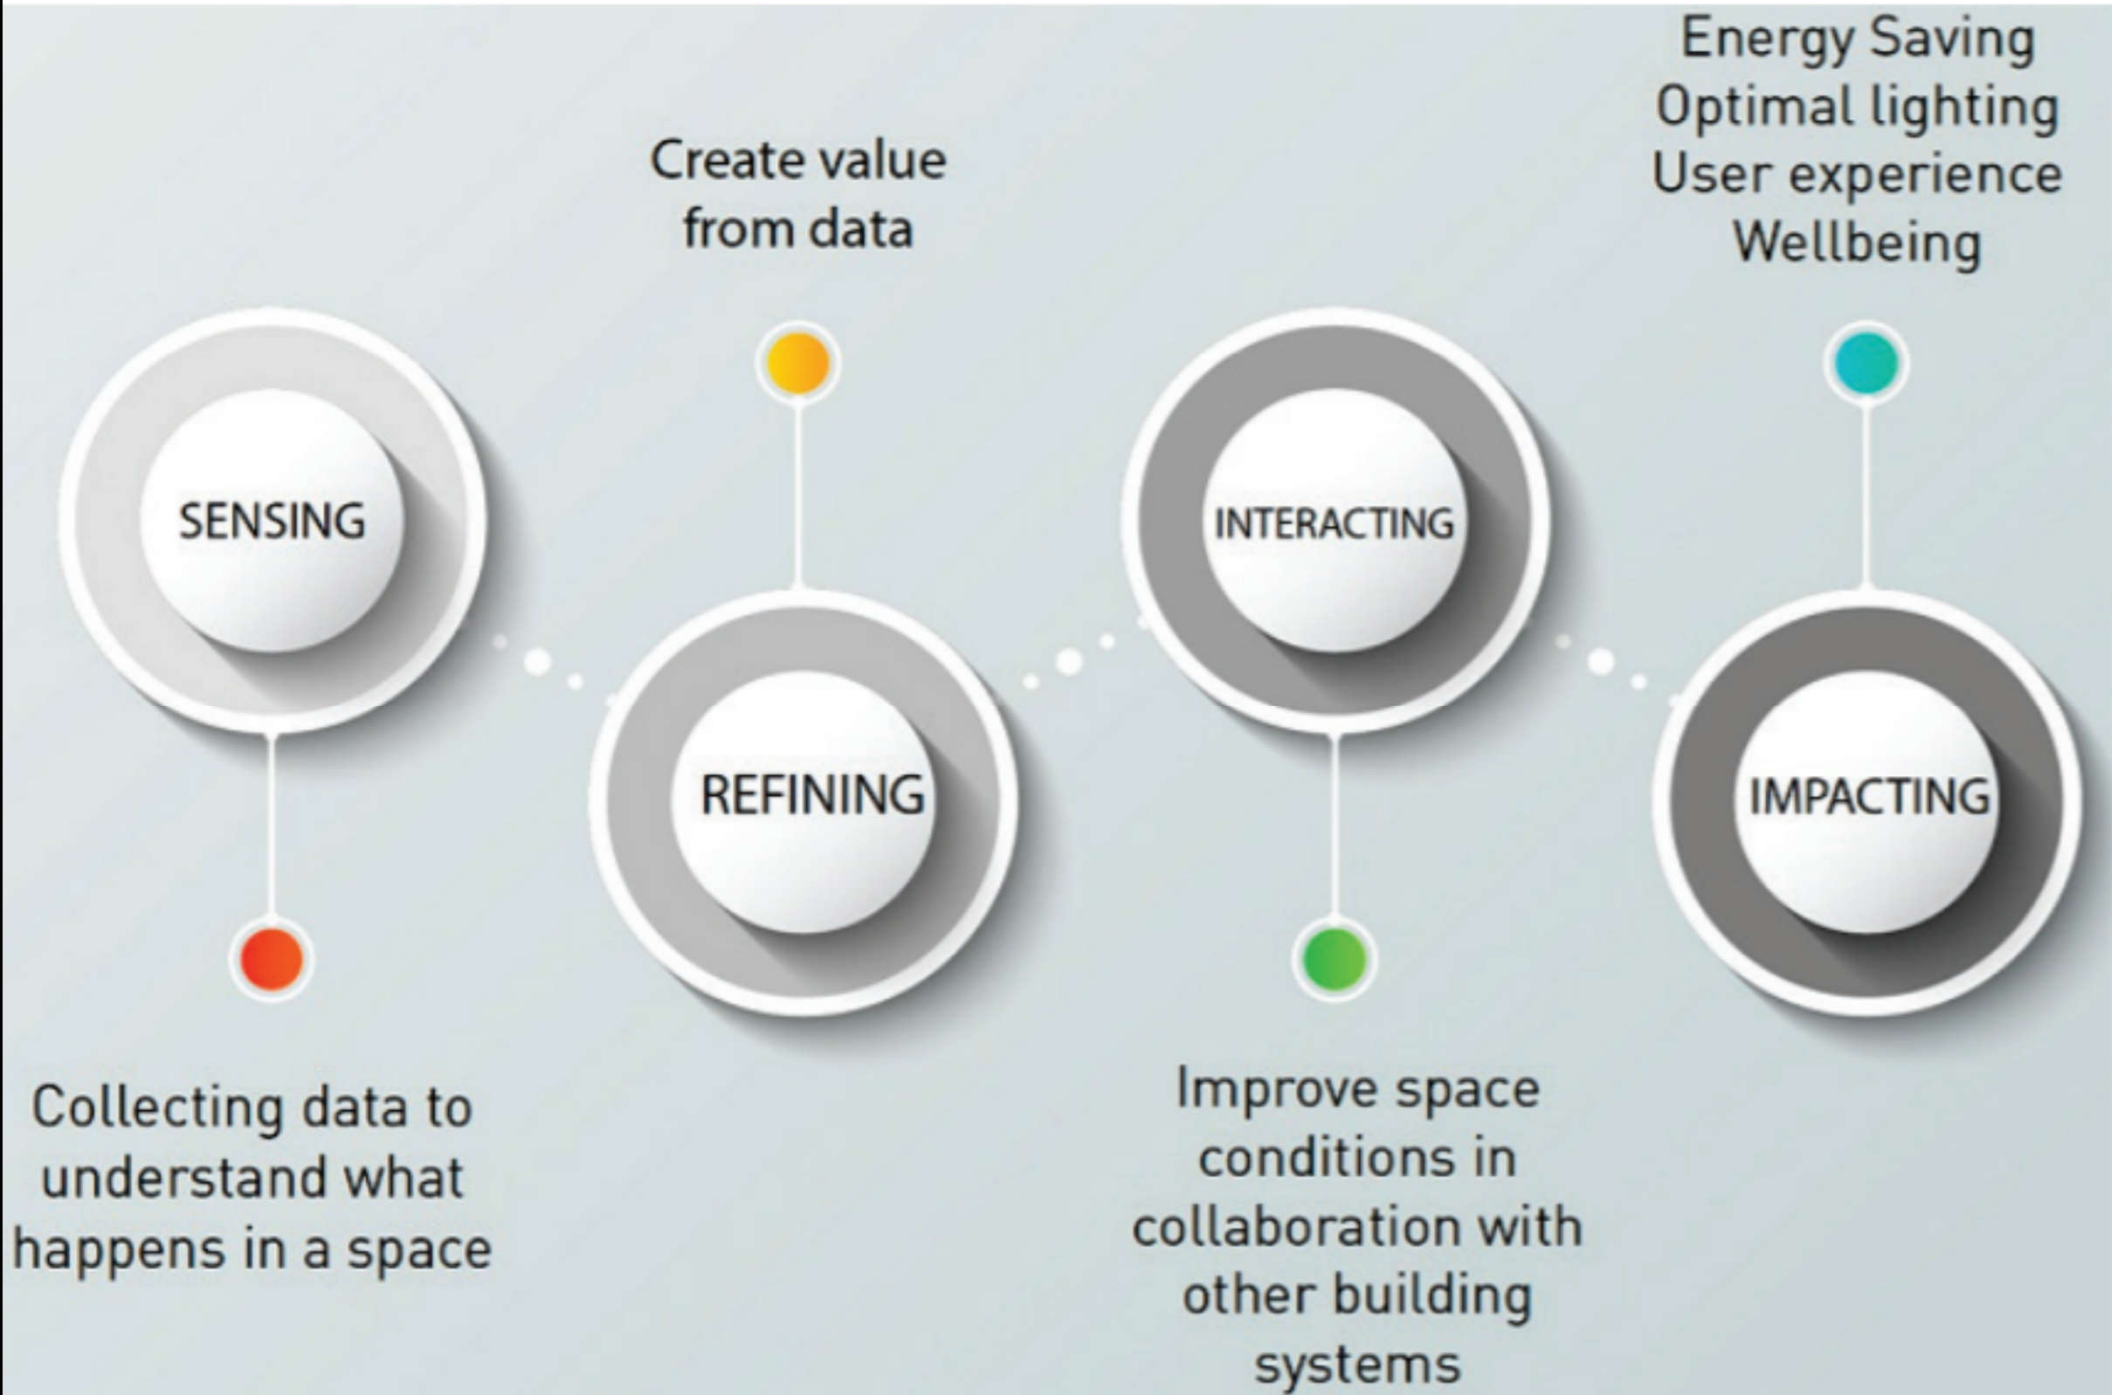 SENSING
Collecting data to
understand what
happens in a space
Create value
from data
REFINING
INTERACTING
Improve space
conditions in
collaboration with
other building
systems
Energy Saving
Optimal lighting
User experience
Wellbeing
IMPACTING